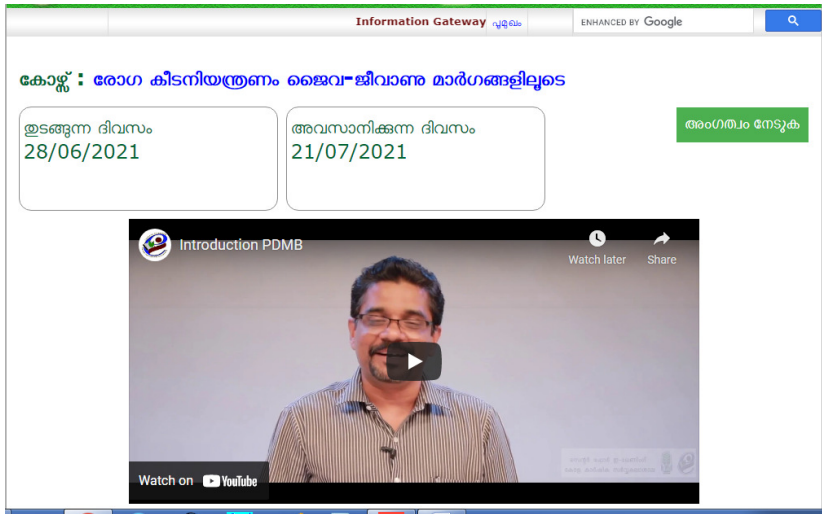 Information Gateway പൂമുഖം ENHANCED BY Google
കോഴ്സ് : രോഗ കീടനിയന്ത്രണം ജൈവ-ജീവാണു മാർഗങ്ങളിലൂടെ
തുടങ്ങുന്ന ദിവസം
28/06/2021
അവസാനിക്കുന്ന ദിവസം
21/07/2021
അംഗത്വം നേടുക
Introduction PDMB
Watch later Share
Watch on YouTube